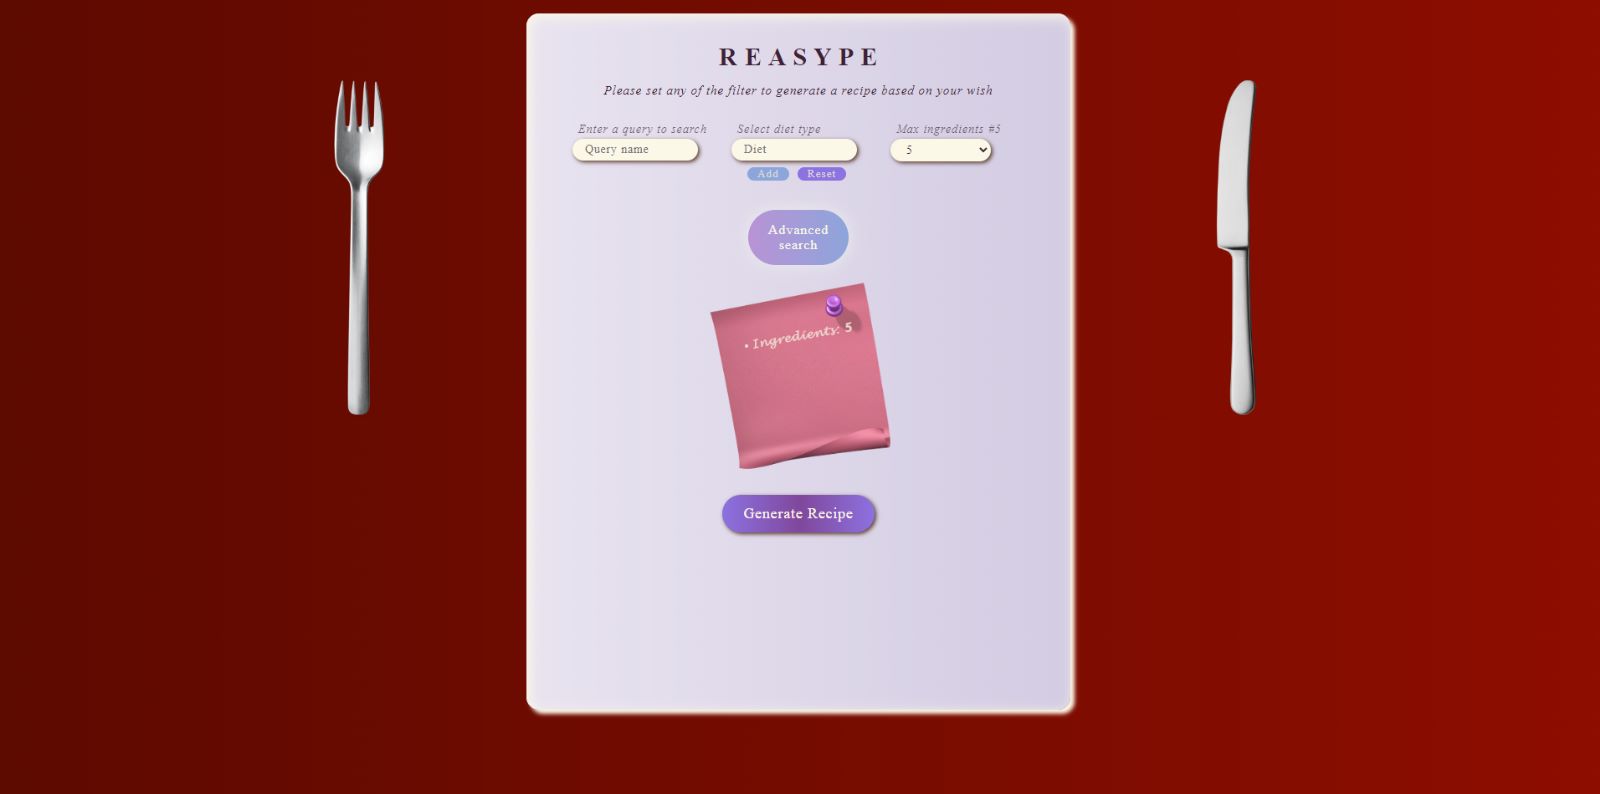 REASYPE
Please set any of the filter to generate a recipe based on your wish
Enter a query to search
Query name
Select diet type
Diet
Add Reset
Max ingredients #5
5
Advanced
search
• Ingredients: 5
Generate Recipe